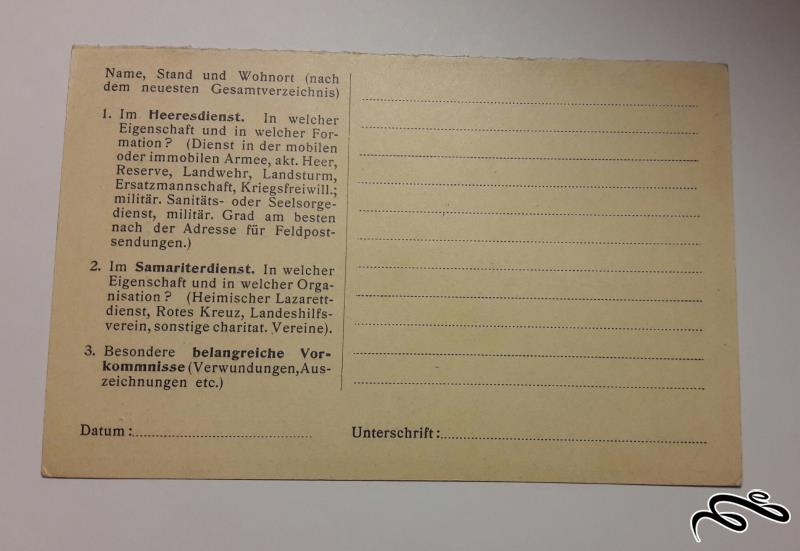 Name, Stand und Wohnort (nach
dem neuesten Gesamtverzeichnis)
1. Im Heeresdienst. In welcher
Eigenschaft und in welcher For-
mation? (Dienst in der mobilen
oder immobilen Armee, akt. Heer,
Reserve, Landwehr, Landsturm,
Ersatzmannschaft, Kriegsfreiwill.;
militär. Sanitäts- oder Seelsorge-
dienst, militär. Grad am besten
nach der Adresse für Feldpost-
sendungen.)
2. Im Samariterdienst. In welcher
Eigenschaft und in welcher Orga-
nisation? (Heimischer Lazarett-
dienst, Rotes Kreuz, Landeshilfs-
verein, sonstige charitat. Vereine).
3. Besondere belangreiche Vor-
kommnisse (Verwundungen, Aus-
zeichnungen etc.)
Datum:
Unterschrift: